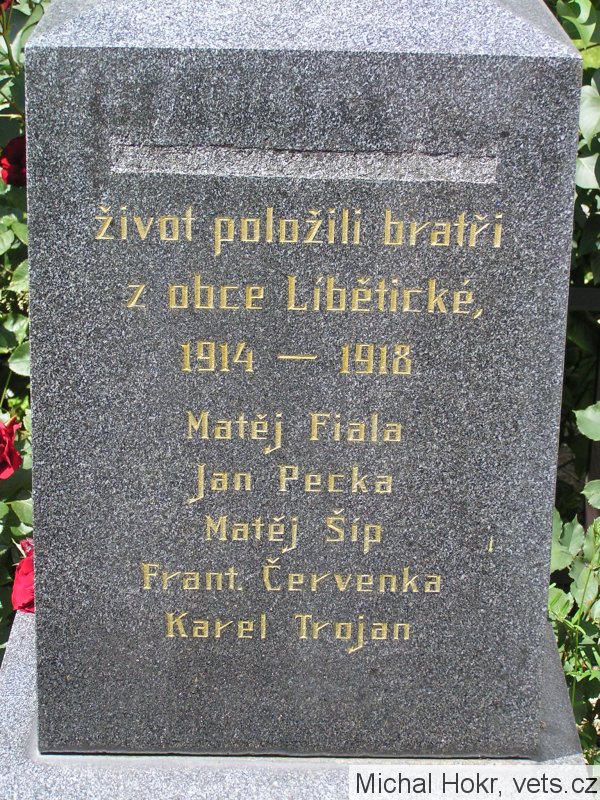 život položili bratři
z obce Líbětické,
1914 — 1918
Matěj Fiala
Jan Pecka
Matěj Šíp
Frant. Červenka
Karel Trojan
Michal Hokr, vets.cz